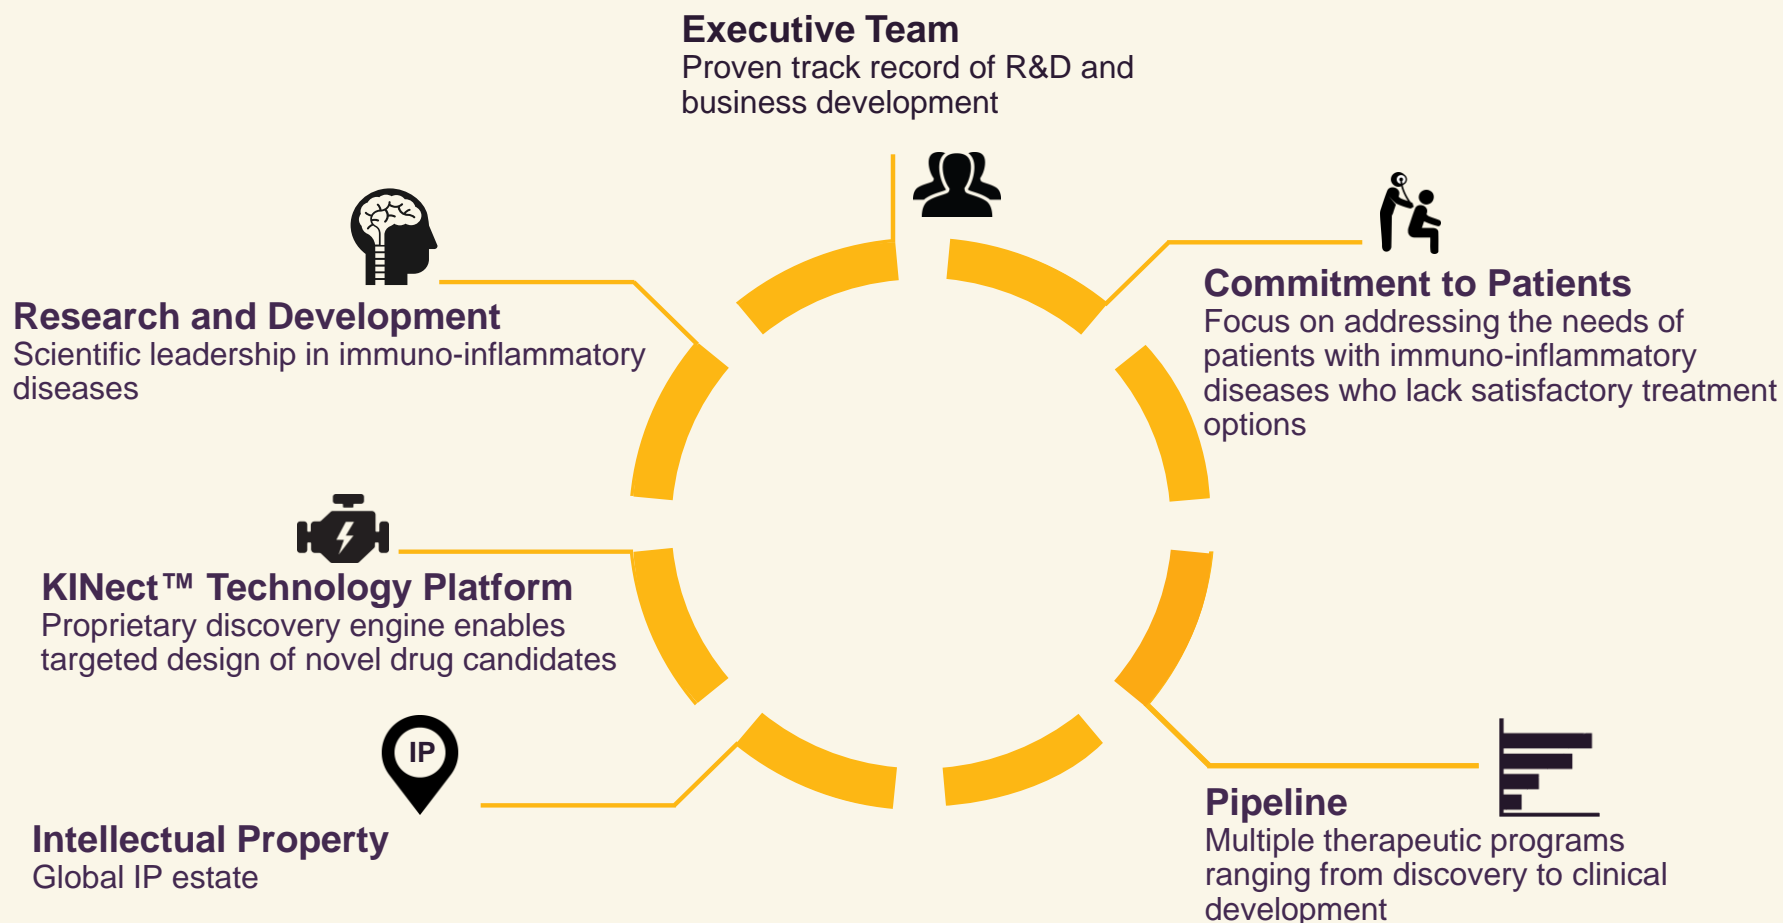 Executive Team
Proven track record of R&D and
business development
Research and Development
Scientific leadership in immuno-inflammatory
diseases
Commitment to Patients
Focus on addressing the needs of
patients with immuno-inflammatory
diseases who lack satisfactory treatment
options
KINect™ Technology Platform
Proprietary discovery engine enables
targeted design of novel drug candidates
IP
Intellectual Property
Global IP estate
Pipeline
Multiple therapeutic programs
ranging from discovery to clinical
development